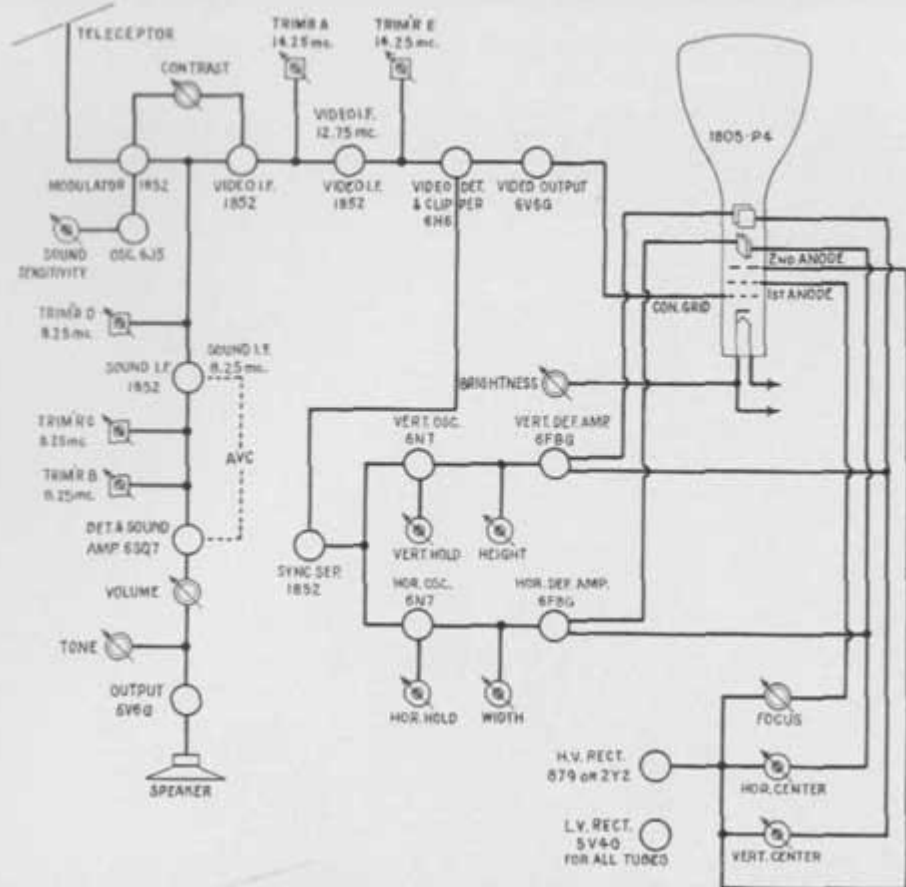 TELECEPTOR
TRIM'R A
14.25 mc.
TRIM'R E
14.25 mc.
CONTRAST
VIDEO I.F.
12.75 mc.
1805-P4
MODULATOR 1852
VIDEO I.F.
1852
VIDEO I.F.
1852
VIDEO DET.
& CLIPPER
6H6
VIDEO OUTPUT
6V6G
SOUND
SENSITIVITY
OSC. 6J5
2ND ANODE
1ST ANODE
CON. GRID
TRIM'R D
8.25 mc.
SOUND I.F.
8.25 mc.
SOUND I.F.
1852
BRIGHTNESS
TRIM'R C
8.25 mc.
VERT. OSC.
6N7
VERT. DEF. AMP.
6F8G
AVC
TRIM'R B
8.25 mc.
DET. & SOUND
AMP. 6SQ7
VERT. HOLD
HEIGHT
SYNC SEP.
1852
VOLUME
HOR. OSC.
6N7
HOR. DEF. AMP.
6F8G
TONE
OUTPUT
6V6G
HOR. HOLD
WIDTH
FOCUS
SPEAKER
H.V. RECT.
879 OR 2Y2
HOR. CENTER
L.V. RECT.
5V4G
FOR ALL TUBES
VERT. CENTER